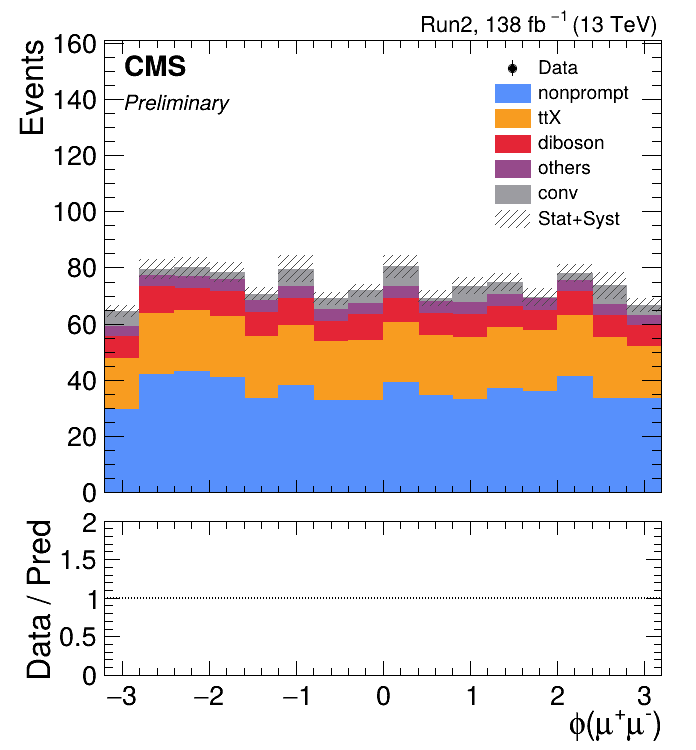 Run2, 138 fb⁻¹ (13 TeV)
CMS
Preliminary
Events
160
140
120
100
80
60
40
20
0
Data
nonprompt
ttX
diboson
others
conv
Stat+Syst
Data / Pred
2
1.5
1
0.5
0
−3 −2 −1 0 1 2 3
ϕ(μ⁺μ⁻)